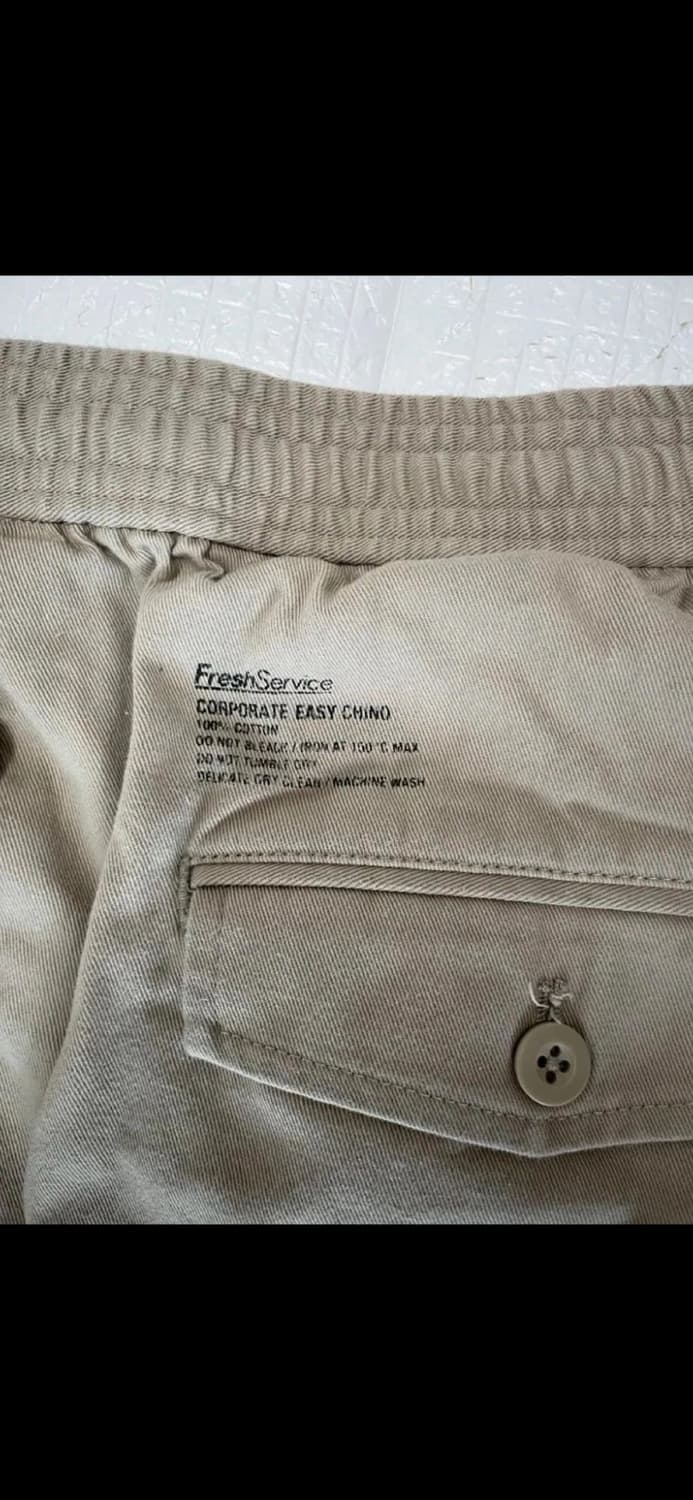 FreshService
CORPORATE EASY CHINO
100% COTTON
DO NOT BLEACH / IRON AT 150°C MAX
DO NOT TUMBLE DRY
DELICATE DRY CLEAN / MACHINE WASH